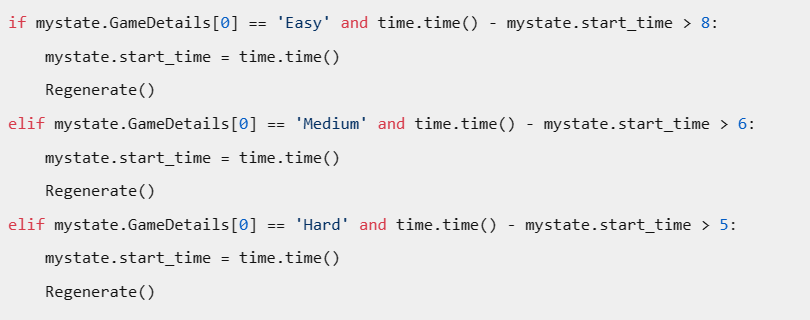 if mystate.GameDetails[0] == 'Easy' and time.time() - mystate.start_time > 8:
    mystate.start_time = time.time()
    Regenerate()
elif mystate.GameDetails[0] == 'Medium' and time.time() - mystate.start_time > 6:
    mystate.start_time = time.time()
    Regenerate()
elif mystate.GameDetails[0] == 'Hard' and time.time() - mystate.start_time > 5:
    mystate.start_time = time.time()
    Regenerate()